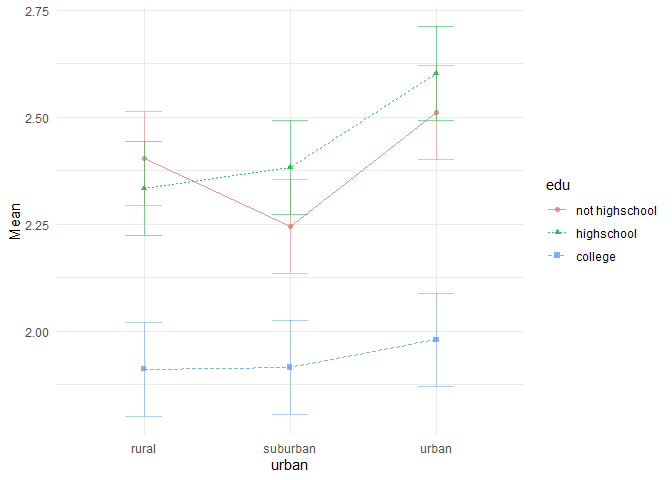 2.75
2.50
2.25
2.00
Mean
rural
suburban
urban
urban
edu
not highschool
highschool
college